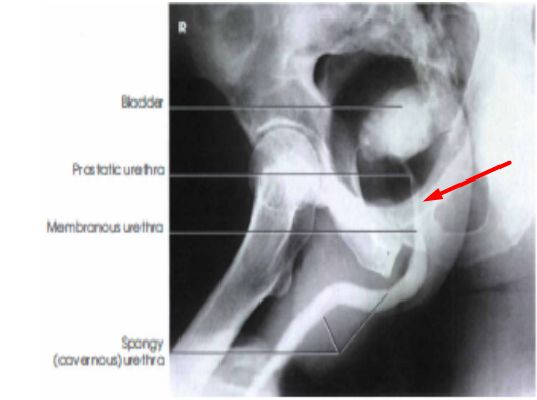 R
Bladder
Prostatic urethra
Membranous urethra
Spongy
(cavernous) urethra